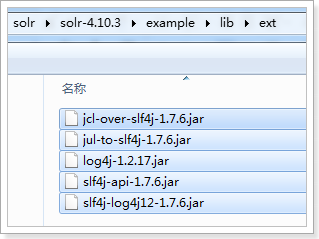 solr ▸ solr-4.10.3 ▸ example ▸ lib ▸ ext
名称
jcl-over-slf4j-1.7.6.jar
jul-to-slf4j-1.7.6.jar
log4j-1.2.17.jar
slf4j-api-1.7.6.jar
slf4j-log4j12-1.7.6.jar